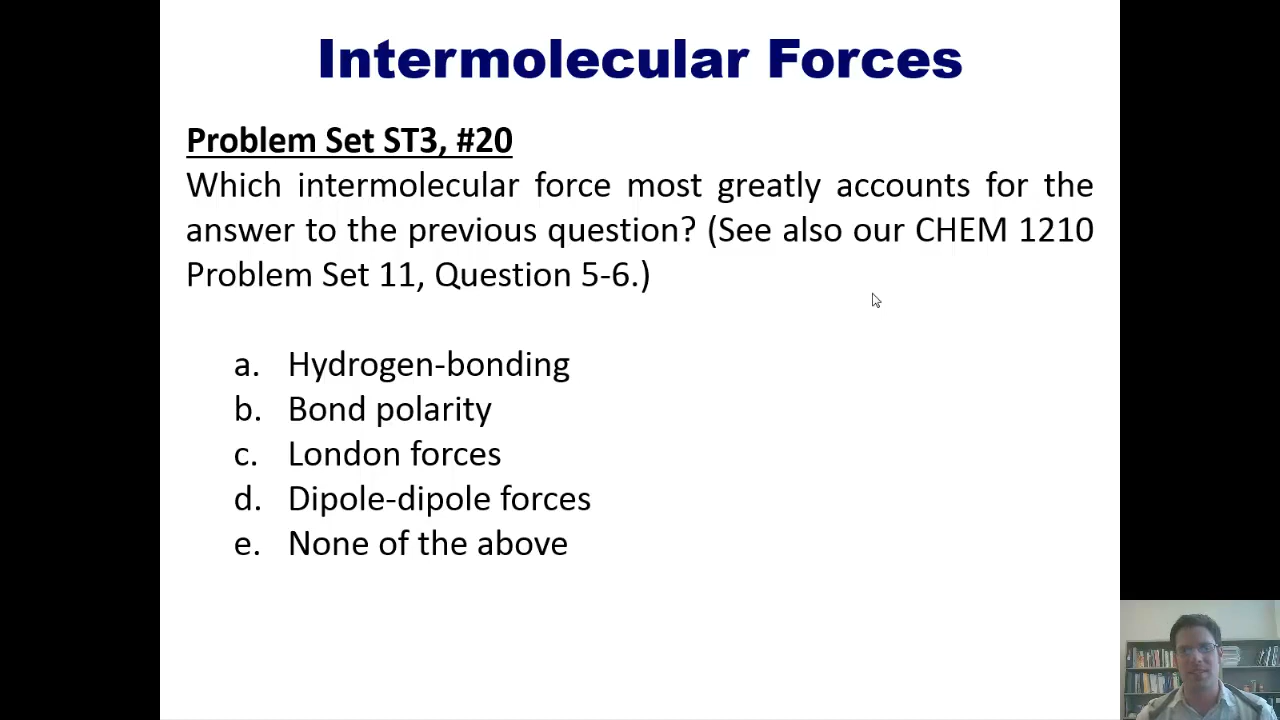 Intermolecular Forces
Problem Set ST3, #20
Which intermolecular force most greatly accounts for the
answer to the previous question? (See also our CHEM 1210
Problem Set 11, Question 5-6.)
a. Hydrogen-bonding
b. Bond polarity
c. London forces
d. Dipole-dipole forces
e. None of the above